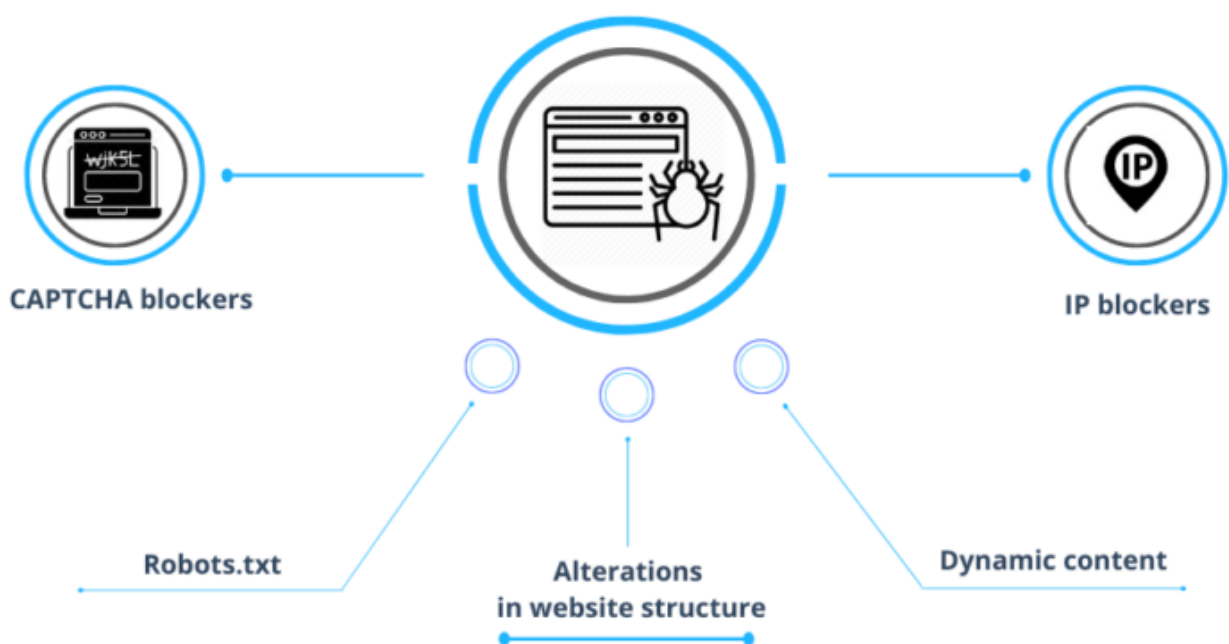 wjk5L
IP
CAPTCHA blockers
IP blockers
Robots.txt
Alterations
in website structure
Dynamic content